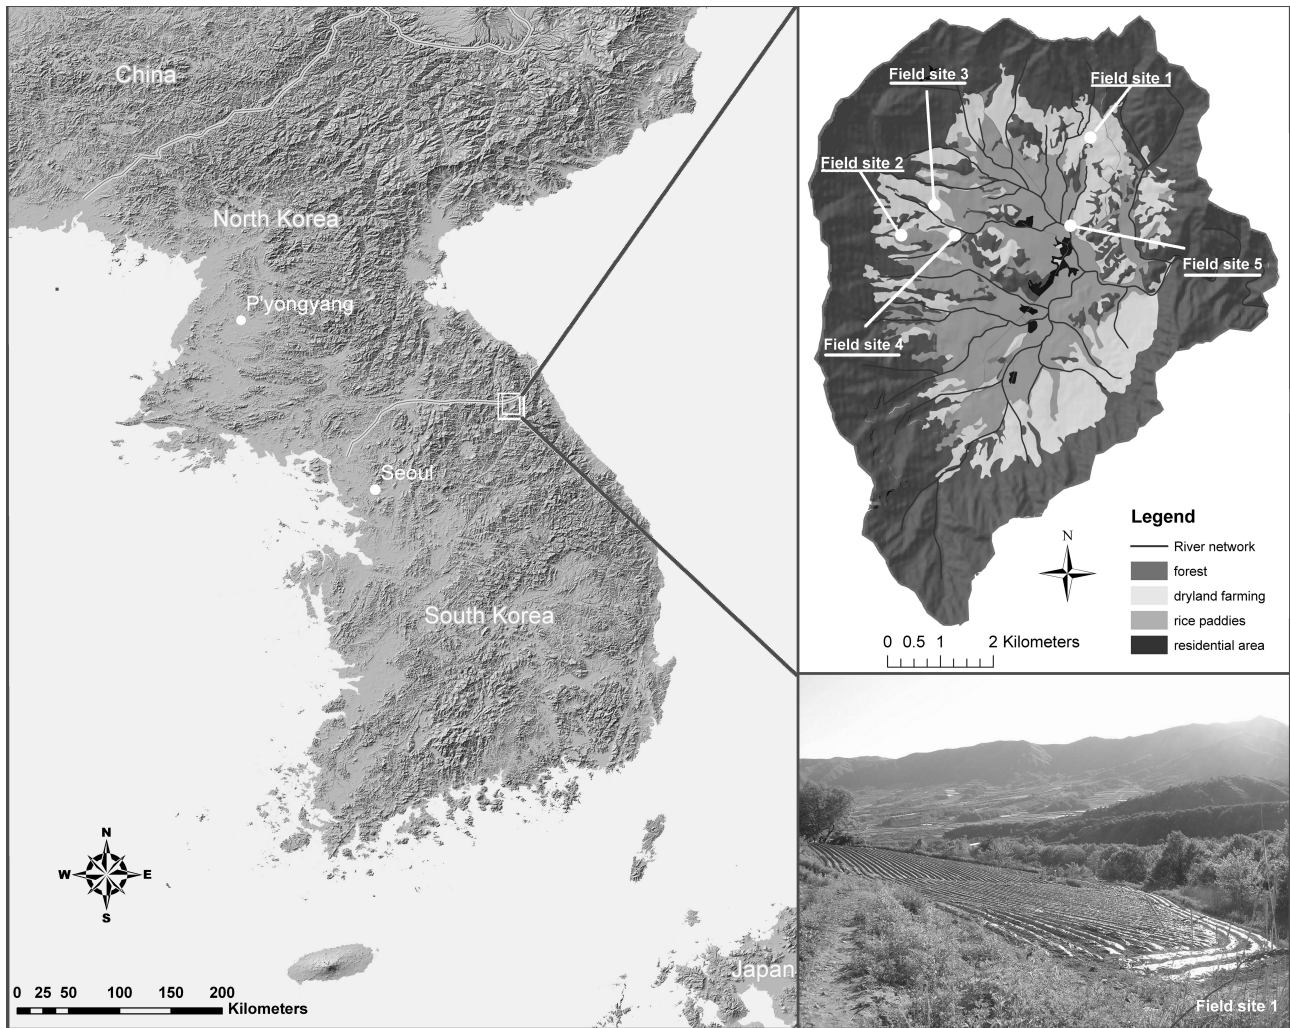 China
North Korea
P'yongyang
Seoul
South Korea
Japan
N
W E
S
0 25 50 100 150 200
Kilometers
Field site 3
Field site 1
Field site 2
Field site 5
Field site 4
Legend
N
River network
forest
dryland farming
rice paddies
residential area
0 0.5 1 2 Kilometers
Field site 1